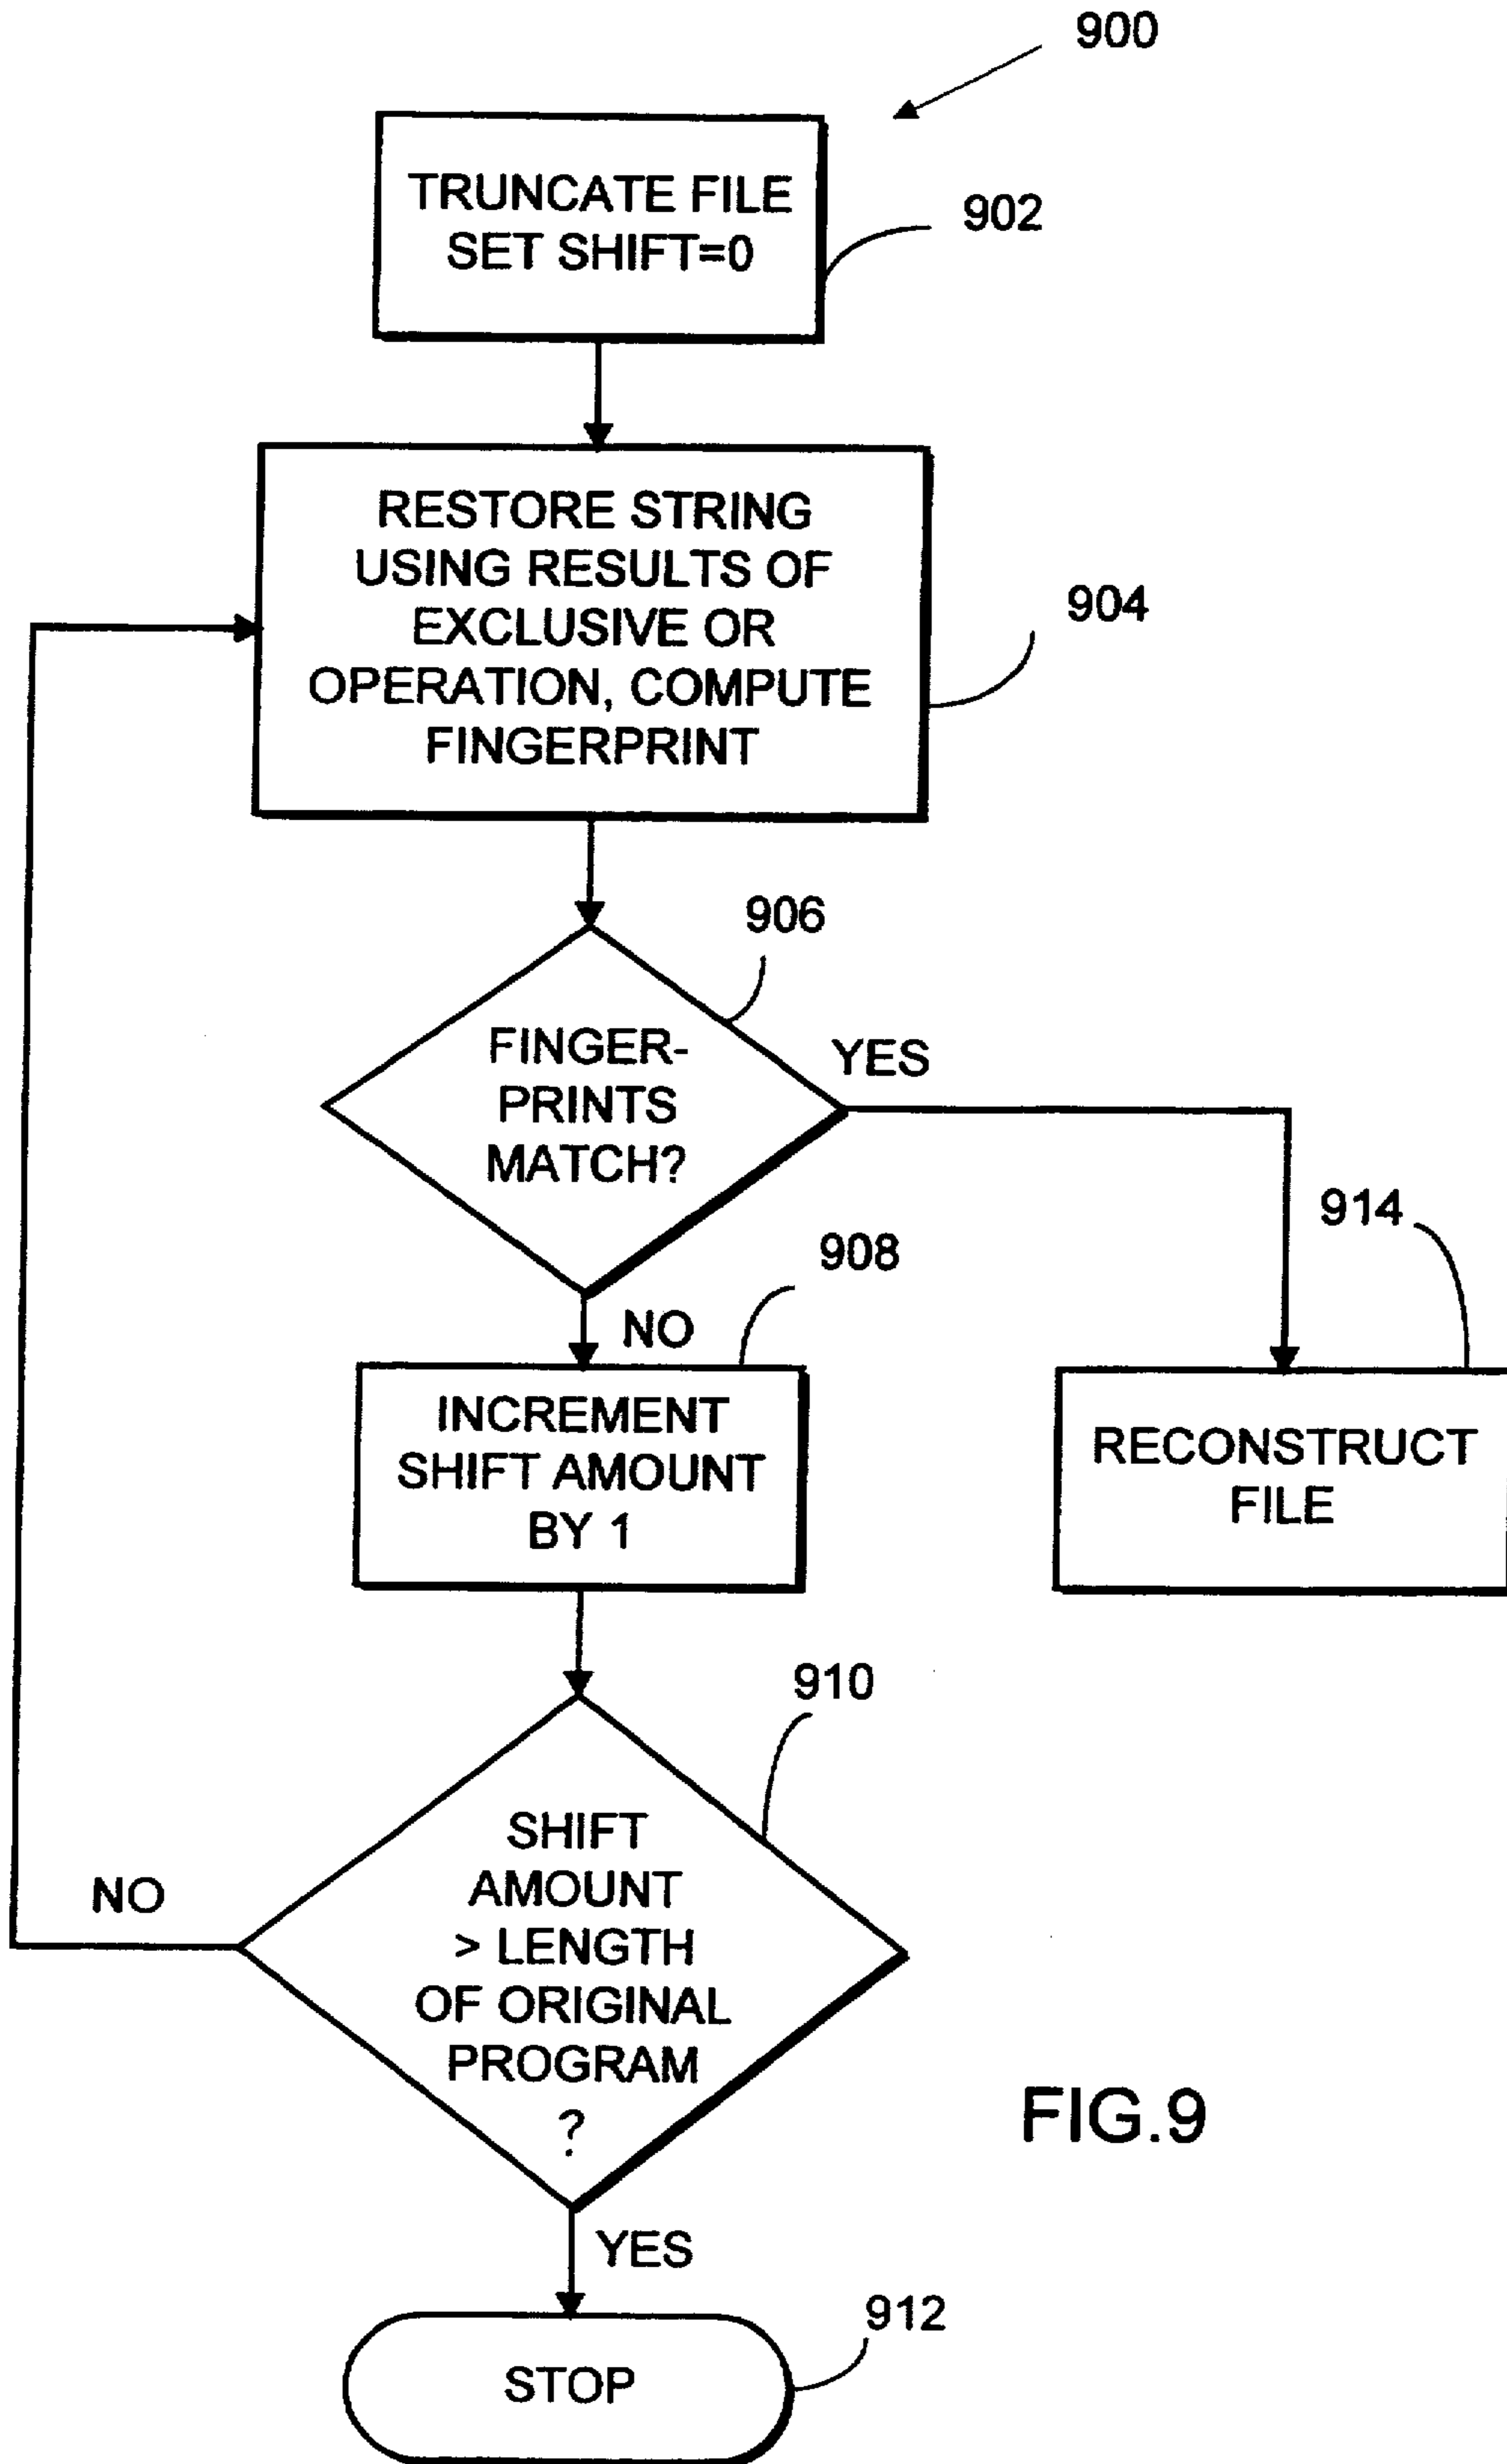 900
TRUNCATE FILE
SET SHIFT=0
902
RESTORE STRING
USING RESULTS OF
EXCLUSIVE OR
OPERATION, COMPUTE
FINGERPRINT
904
906
FINGER-
PRINTS
MATCH?
YES
914
908
NO
INCREMENT
SHIFT AMOUNT
BY 1
RECONSTRUCT
FILE
910
SHIFT
AMOUNT
> LENGTH
OF ORIGINAL
PROGRAM
?
NO
FIG.9
YES
912
STOP